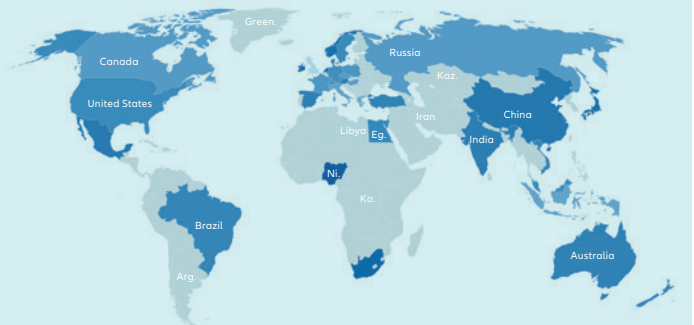 Green.
Canada
Russia
Kaz.
United States
China
Iran
Libya
Eg.
India
Ni.
Ko.
Brazil
Australia
Arg.